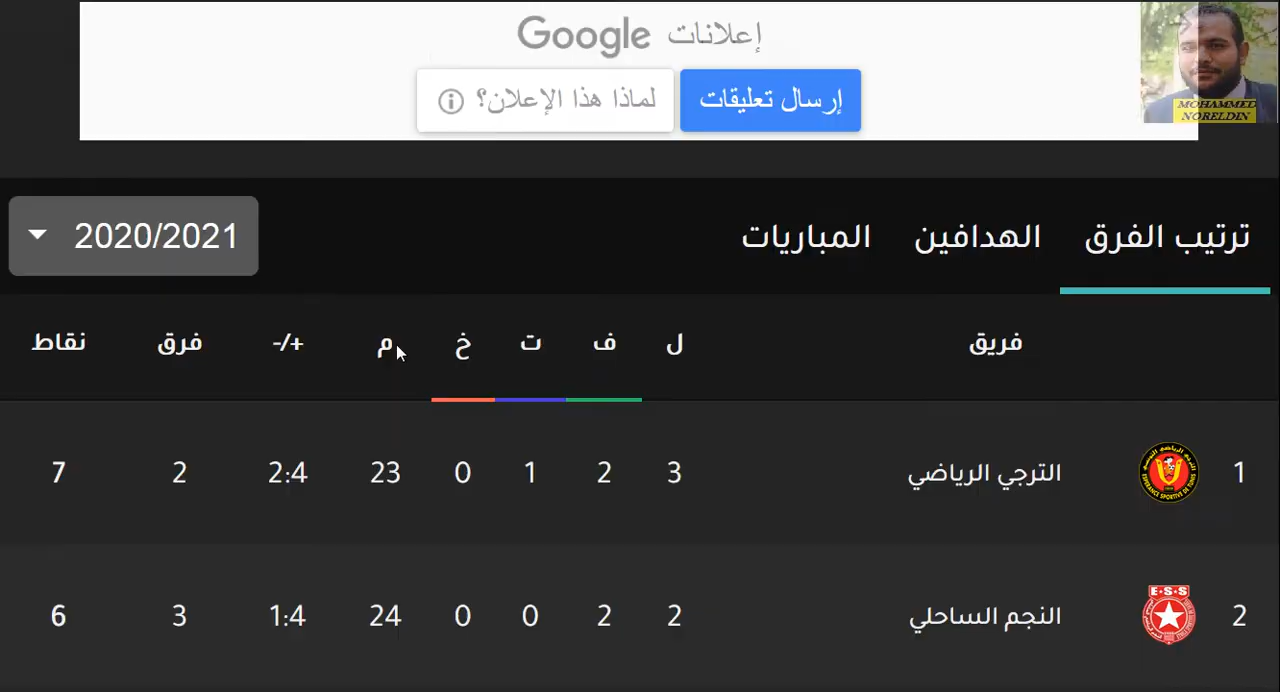 إعلانات Google
إرسال تعليقات
لماذا هذا الإعلان؟
MOHAMMED
NORELDIN
ترتيب الفرق الهدافين المباريات 2020/2021
فريق ل ف ت خ م +/- فرق نقاط
1 الترجي الرياضي 3 2 1 0 23 2:4 2 7
2 E·S·S النجم الساحلي 2 2 0 0 24 1:4 3 6